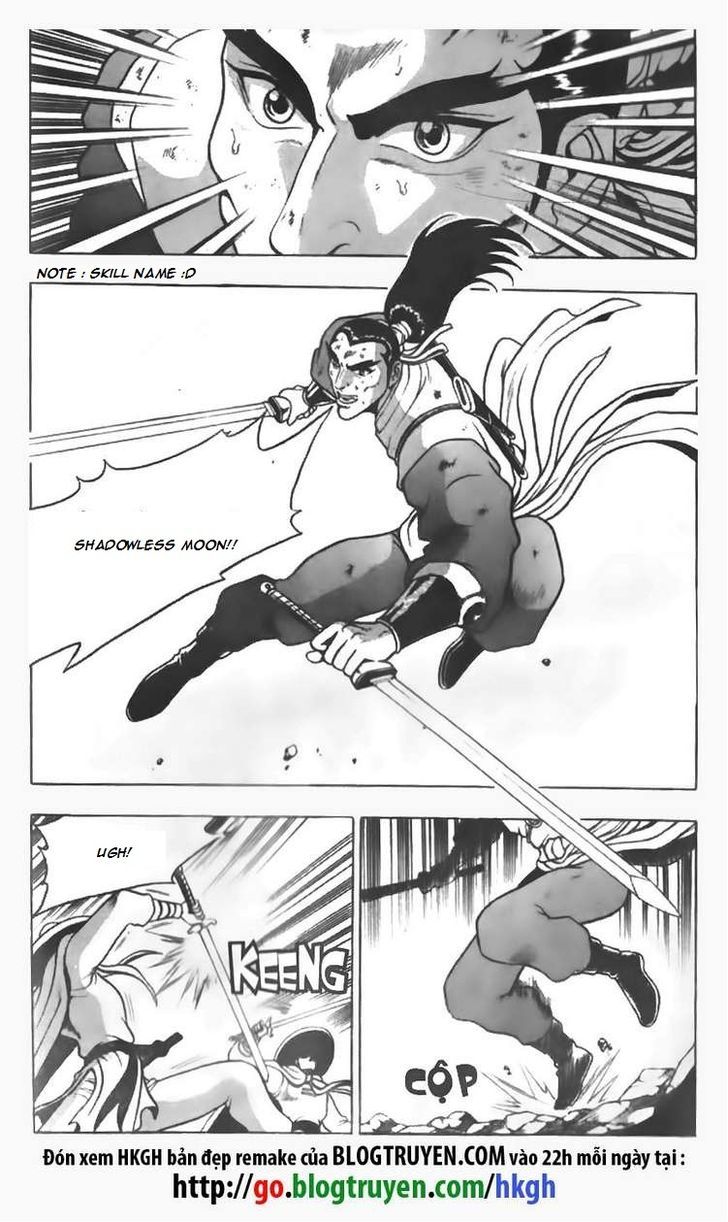 NOTE : SKILL NAME :D
SHADOWLESS MOON!!
UGH!
KEENG
CỘP
Đón xem HKGH bản đẹp remake của BLOGTRUYEN.COM vào 22h mỗi ngày tại :
http://go.blogtruyen.com/hkgh